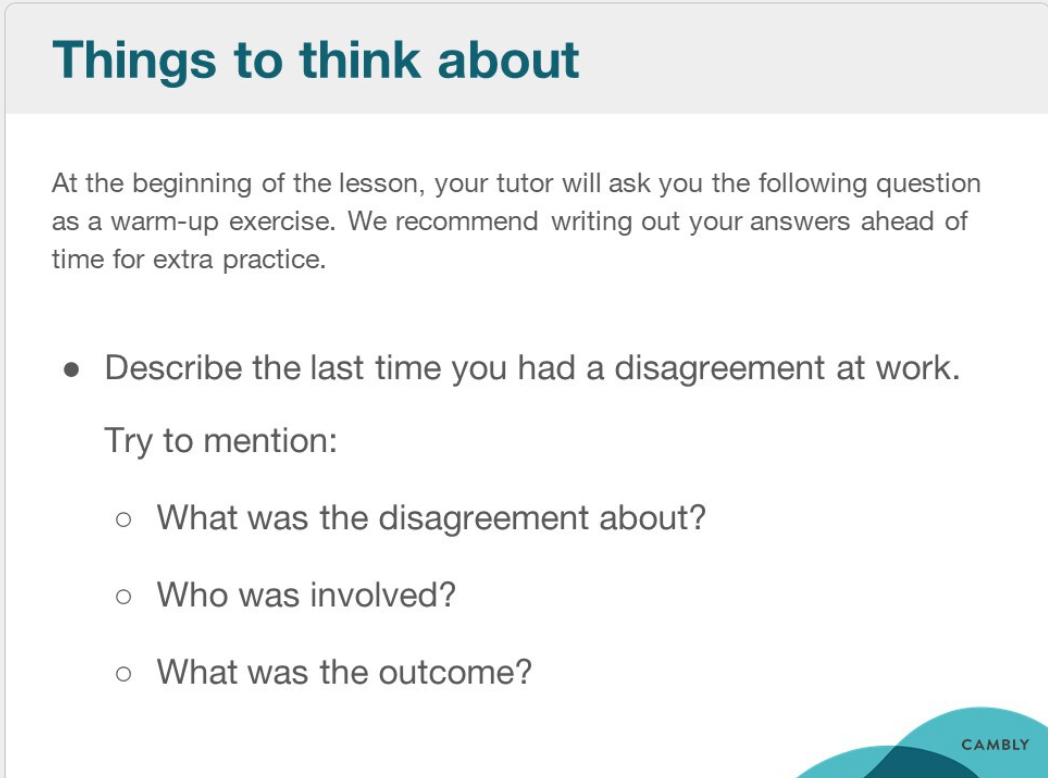 Things to think about
At the beginning of the lesson, your tutor will ask you the following question
as a warm-up exercise. We recommend writing out your answers ahead of
time for extra practice.
● Describe the last time you had a disagreement at work.
Try to mention:
○ What was the disagreement about?
○ Who was involved?
○ What was the outcome?
CAMBLY